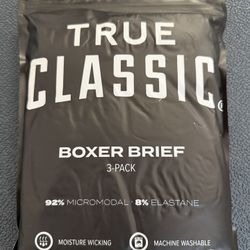 TRUE
CLASSIC®
BOXER BRIEF
3-PACK
92% MICROMODAL · 8% ELASTANE
MOISTURE WICKING
MACHINE WASHABLE